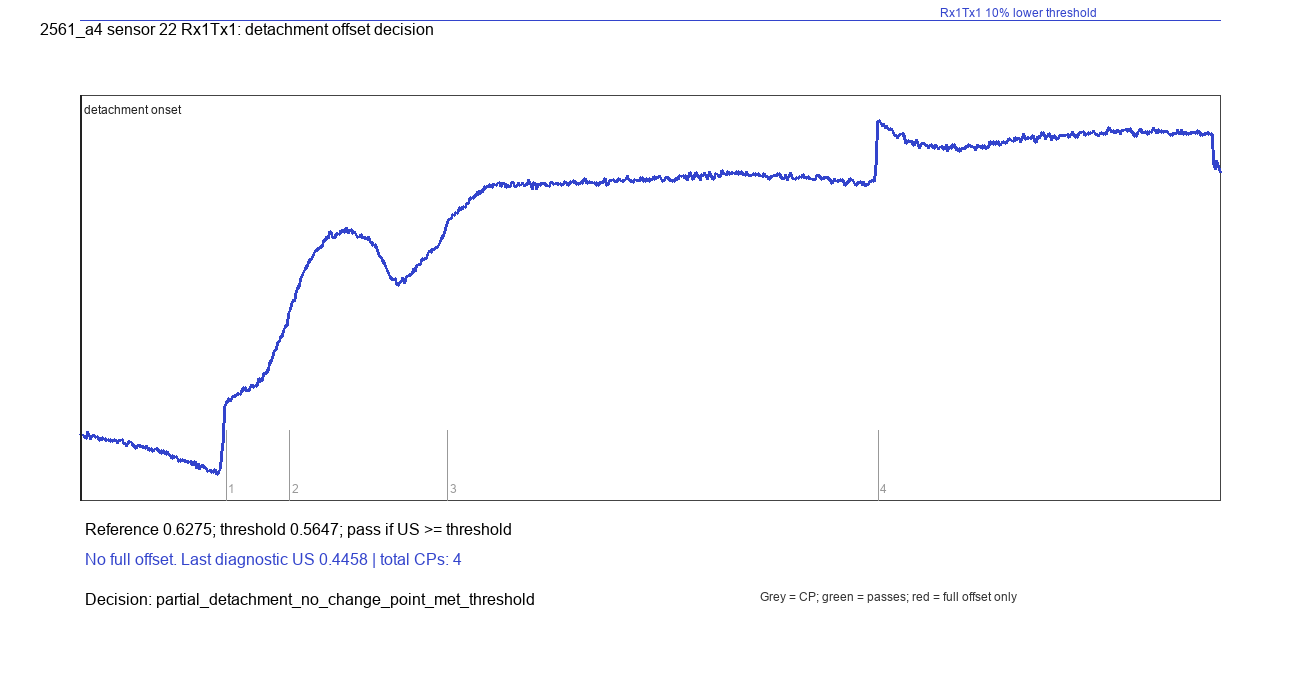 Rx1Tx1 10% lower threshold
2561_a4 sensor 22 Rx1Tx1: detachment offset decision
detachment onset
1
2
3
4
Reference 0.6275; threshold 0.5647; pass if US >= threshold
No full offset. Last diagnostic US 0.4458 | total CPs: 4
Decision: partial_detachment_no_change_point_met_threshold
Grey = CP; green = passes; red = full offset only